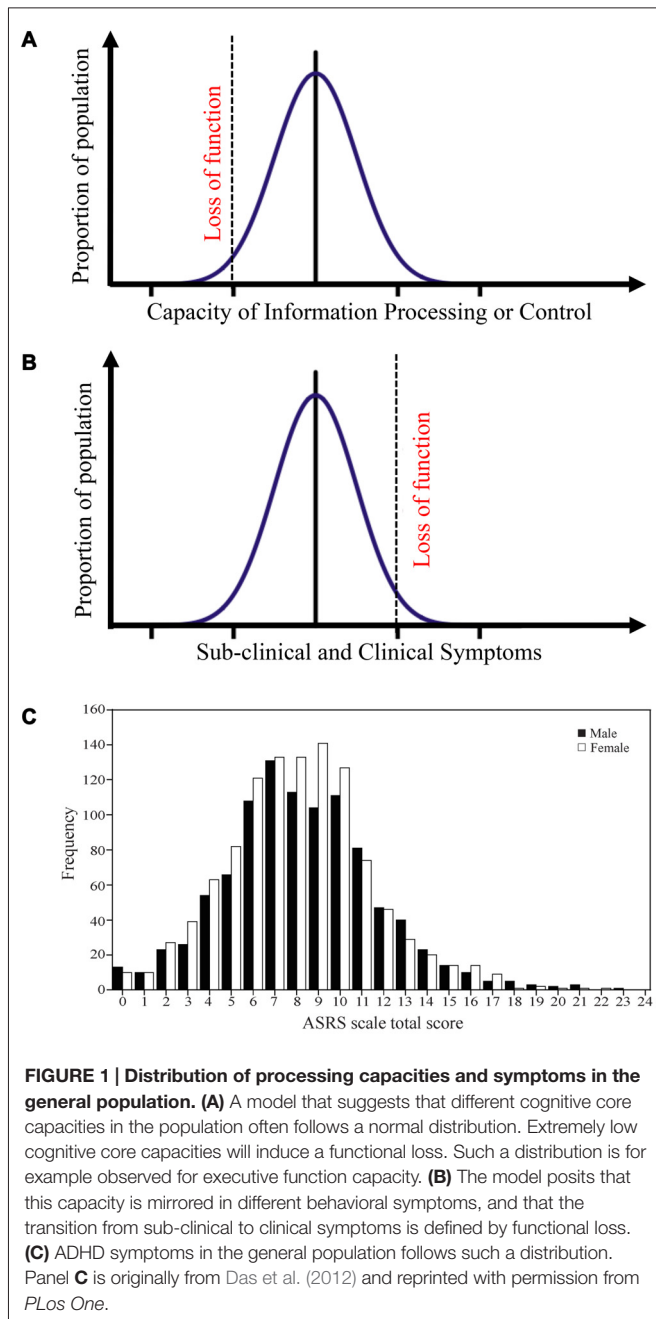 A
Proportion of population
Loss of function
Capacity of Information Processing or Control
B
Proportion of population
Loss of function
Sub-clinical and Clinical Symptoms
C
160
140
120
100
80
60
40
20
0
Frequency
Male
Female
0 1 2 3 4 5 6 7 8 9 10 11 12 13 14 15 16 17 18 19 20 21 22 23 24
ASRS scale total score
FIGURE 1 | Distribution of processing capacities and symptoms in the
general population. (A) A model that suggests that different cognitive core
capacities in the population often follows a normal distribution. Extremely low
cognitive core capacities will induce a functional loss. Such a distribution is for
example observed for executive function capacity. (B) The model posits that
this capacity is mirrored in different behavioral symptoms, and that the
transition from sub-clinical to clinical symptoms is defined by functional loss.
(C) ADHD symptoms in the general population follows such a distribution.
Panel C is originally from Das et al. (2012) and reprinted with permission from
PLos One.